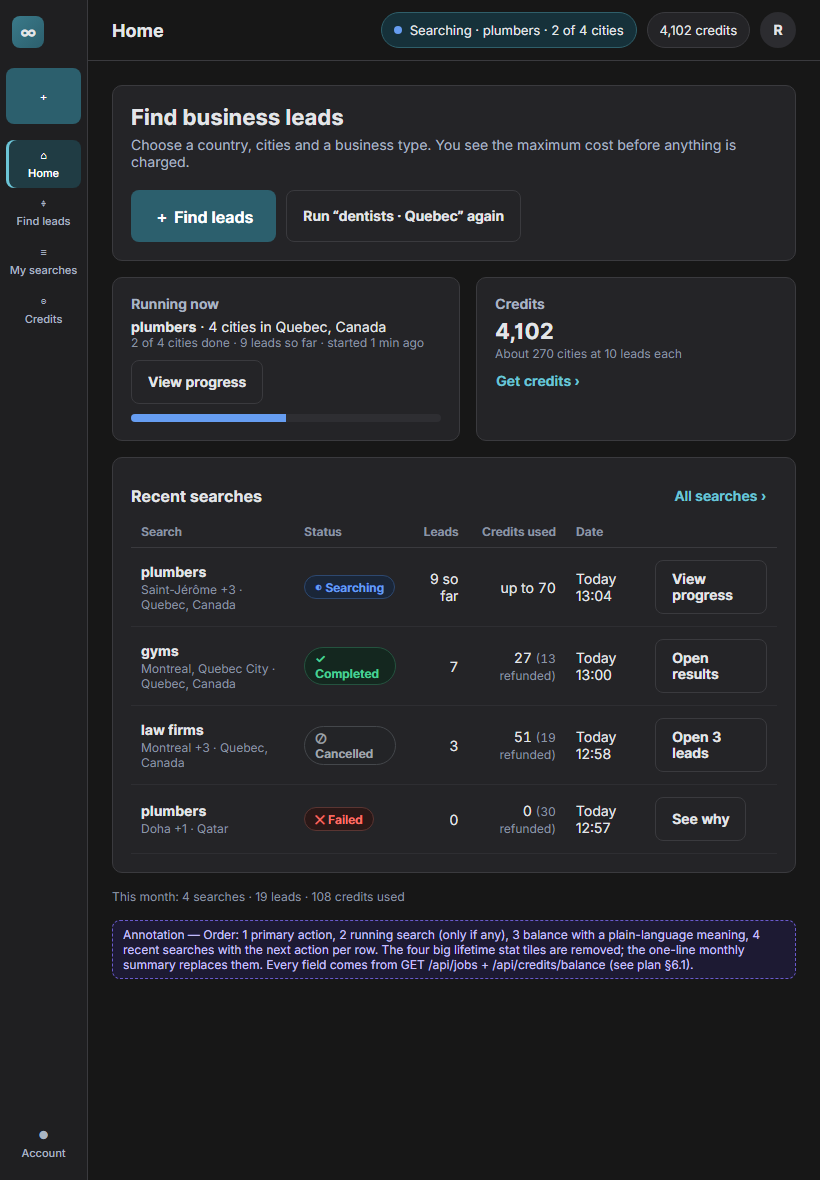 Home
Searching · plumbers · 2 of 4 cities
4,102 credits
R
+
Home
Find leads
My searches
Credits
Account
Find business leads
Choose a country, cities and a business type. You see the maximum cost before anything is
charged.
+ Find leads
Run “dentists · Quebec” again
Running now
plumbers · 4 cities in Quebec, Canada
2 of 4 cities done · 9 leads so far · started 1 min ago
View progress
Credits
4,102
About 270 cities at 10 leads each
Get credits ›
Recent searches
All searches ›
Search Status Leads Credits used Date
plumbers
Saint-Jérôme +3 ·
Quebec, Canada
Searching
9 so
far
up to 70
Today
13:04
View
progress
gyms
Montreal, Quebec City ·
Quebec, Canada
✓
Completed
7
27 (13
refunded)
Today
13:00
Open
results
law firms
Montreal +3 · Quebec,
Canada
Cancelled
3
51 (19
refunded)
Today
12:58
Open 3
leads
plumbers
Doha +1 · Qatar
✕ Failed
0
0 (30
refunded)
Today
12:57
See why
This month: 4 searches · 19 leads · 108 credits used
Annotation — Order: 1 primary action, 2 running search (only if any), 3 balance with a plain-language meaning, 4
recent searches with the next action per row. The four big lifetime stat tiles are removed; the one-line monthly
summary replaces them. Every field comes from GET /api/jobs + /api/credits/balance (see plan §6.1).